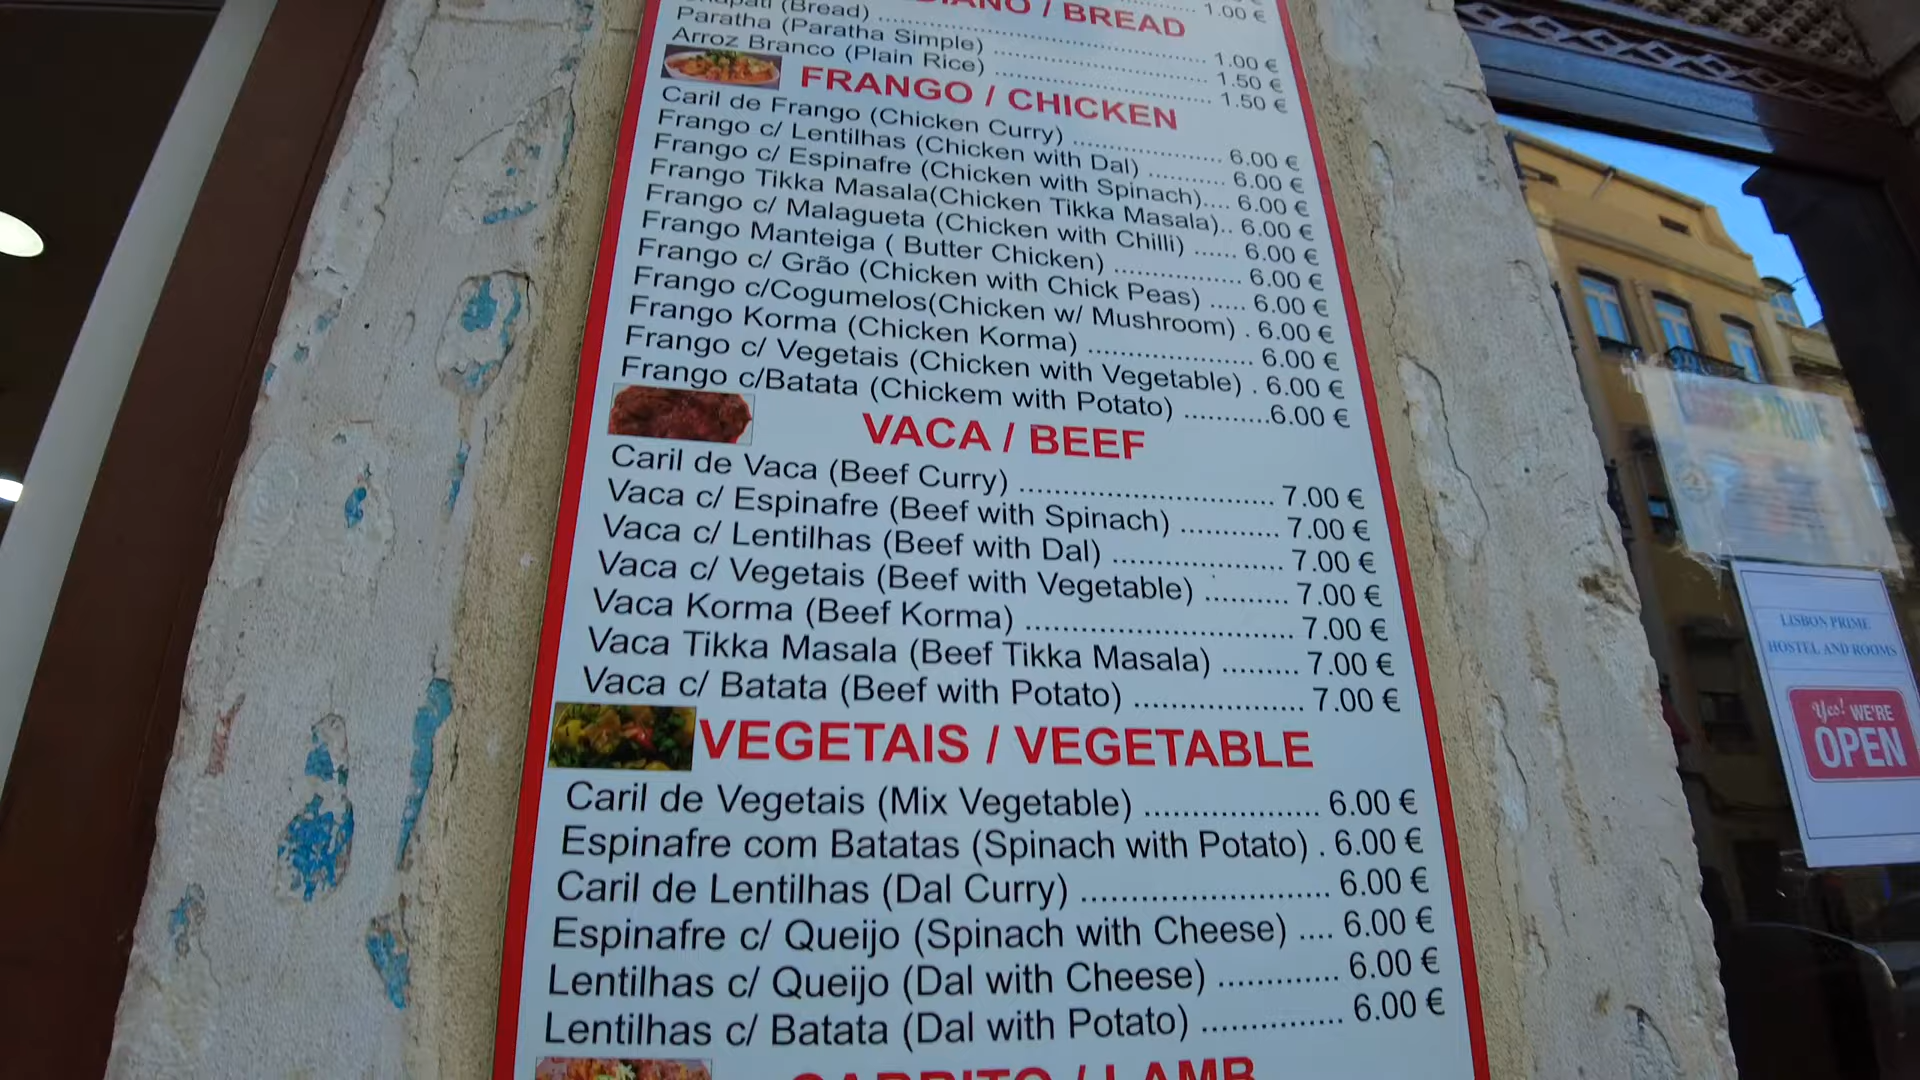 1.00 €
DIANO / BREAD
(Bread) ........ 1.00 €
Paratha (Paratha Simple) ........ 1.50 €
Arroz Branco (Plain Rice) ........ 1.50 €
FRANGO / CHICKEN
Caril de Frango (Chicken Curry) ........ 6.00 €
Frango c/ Lentilhas (Chicken with Dal) ........ 6.00 €
Frango c/ Espinafre (Chicken with Spinach).... 6.00 €
Frango Tikka Masala(Chicken Tikka Masala).. 6.00 €
Frango c/ Malagueta (Chicken with Chilli) ...... 6.00 €
Frango Manteiga ( Butter Chicken) ........ 6.00 €
Frango c/ Grão (Chicken with Chick Peas) ..... 6.00 €
Frango c/Cogumelos(Chicken w/ Mushroom) . 6.00 €
Frango Korma (Chicken Korma) ........ 6.00 €
Frango c/ Vegetais (Chicken with Vegetable) . 6.00 €
Frango c/Batata (Chickem with Potato) ...........6.00 €
VACA / BEEF
Caril de Vaca (Beef Curry) ........ 7.00 €
Vaca c/ Espinafre (Beef with Spinach) ............ 7.00 €
Vaca c/ Lentilhas (Beef with Dal) ........ 7.00 €
Vaca c/ Vegetais (Beef with Vegetable) .......... 7.00 €
Vaca Korma (Beef Korma) ........ 7.00 €
Vaca Tikka Masala (Beef Tikka Masala) ......... 7.00 €
Vaca c/ Batata (Beef with Potato) ........ 7.00 €
VEGETAIS / VEGETABLE
Caril de Vegetais (Mix Vegetable) ........ 6.00 €
Espinafre com Batatas (Spinach with Potato) . 6.00 €
Caril de Lentilhas (Dal Curry) ........ 6.00 €
Espinafre c/ Queijo (Spinach with Cheese) .... 6.00 €
Lentilhas c/ Queijo (Dal with Cheese) ............ 6.00 €
Lentilhas c/ Batata (Dal with Potato) ........ 6.00 €
CABRITO / LAMB
PRIME
LISBON PRIME
HOSTEL AND ROOMS
Yes! WE'RE
OPEN